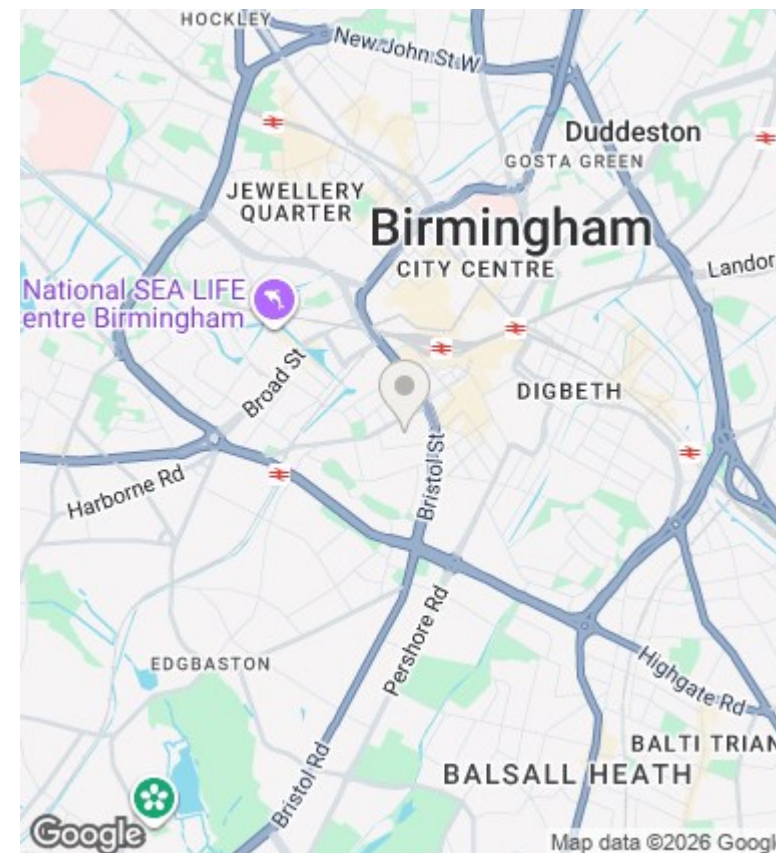 HOCKLEY
New John St W
Duddeston
GOSTA GREEN
JEWELLERY
QUARTER
Birmingham
CITY CENTRE
Landor
National SEA LIFE
entre Birmingham
Broad St
DIGBETH
Bristol St
Harborne Rd
Pershore Rd
EDGBASTON
Highgate Rd
BALTI TRIAN
BALSALL HEATH
Bristol Rd
Google
Map data ©2026 Googl